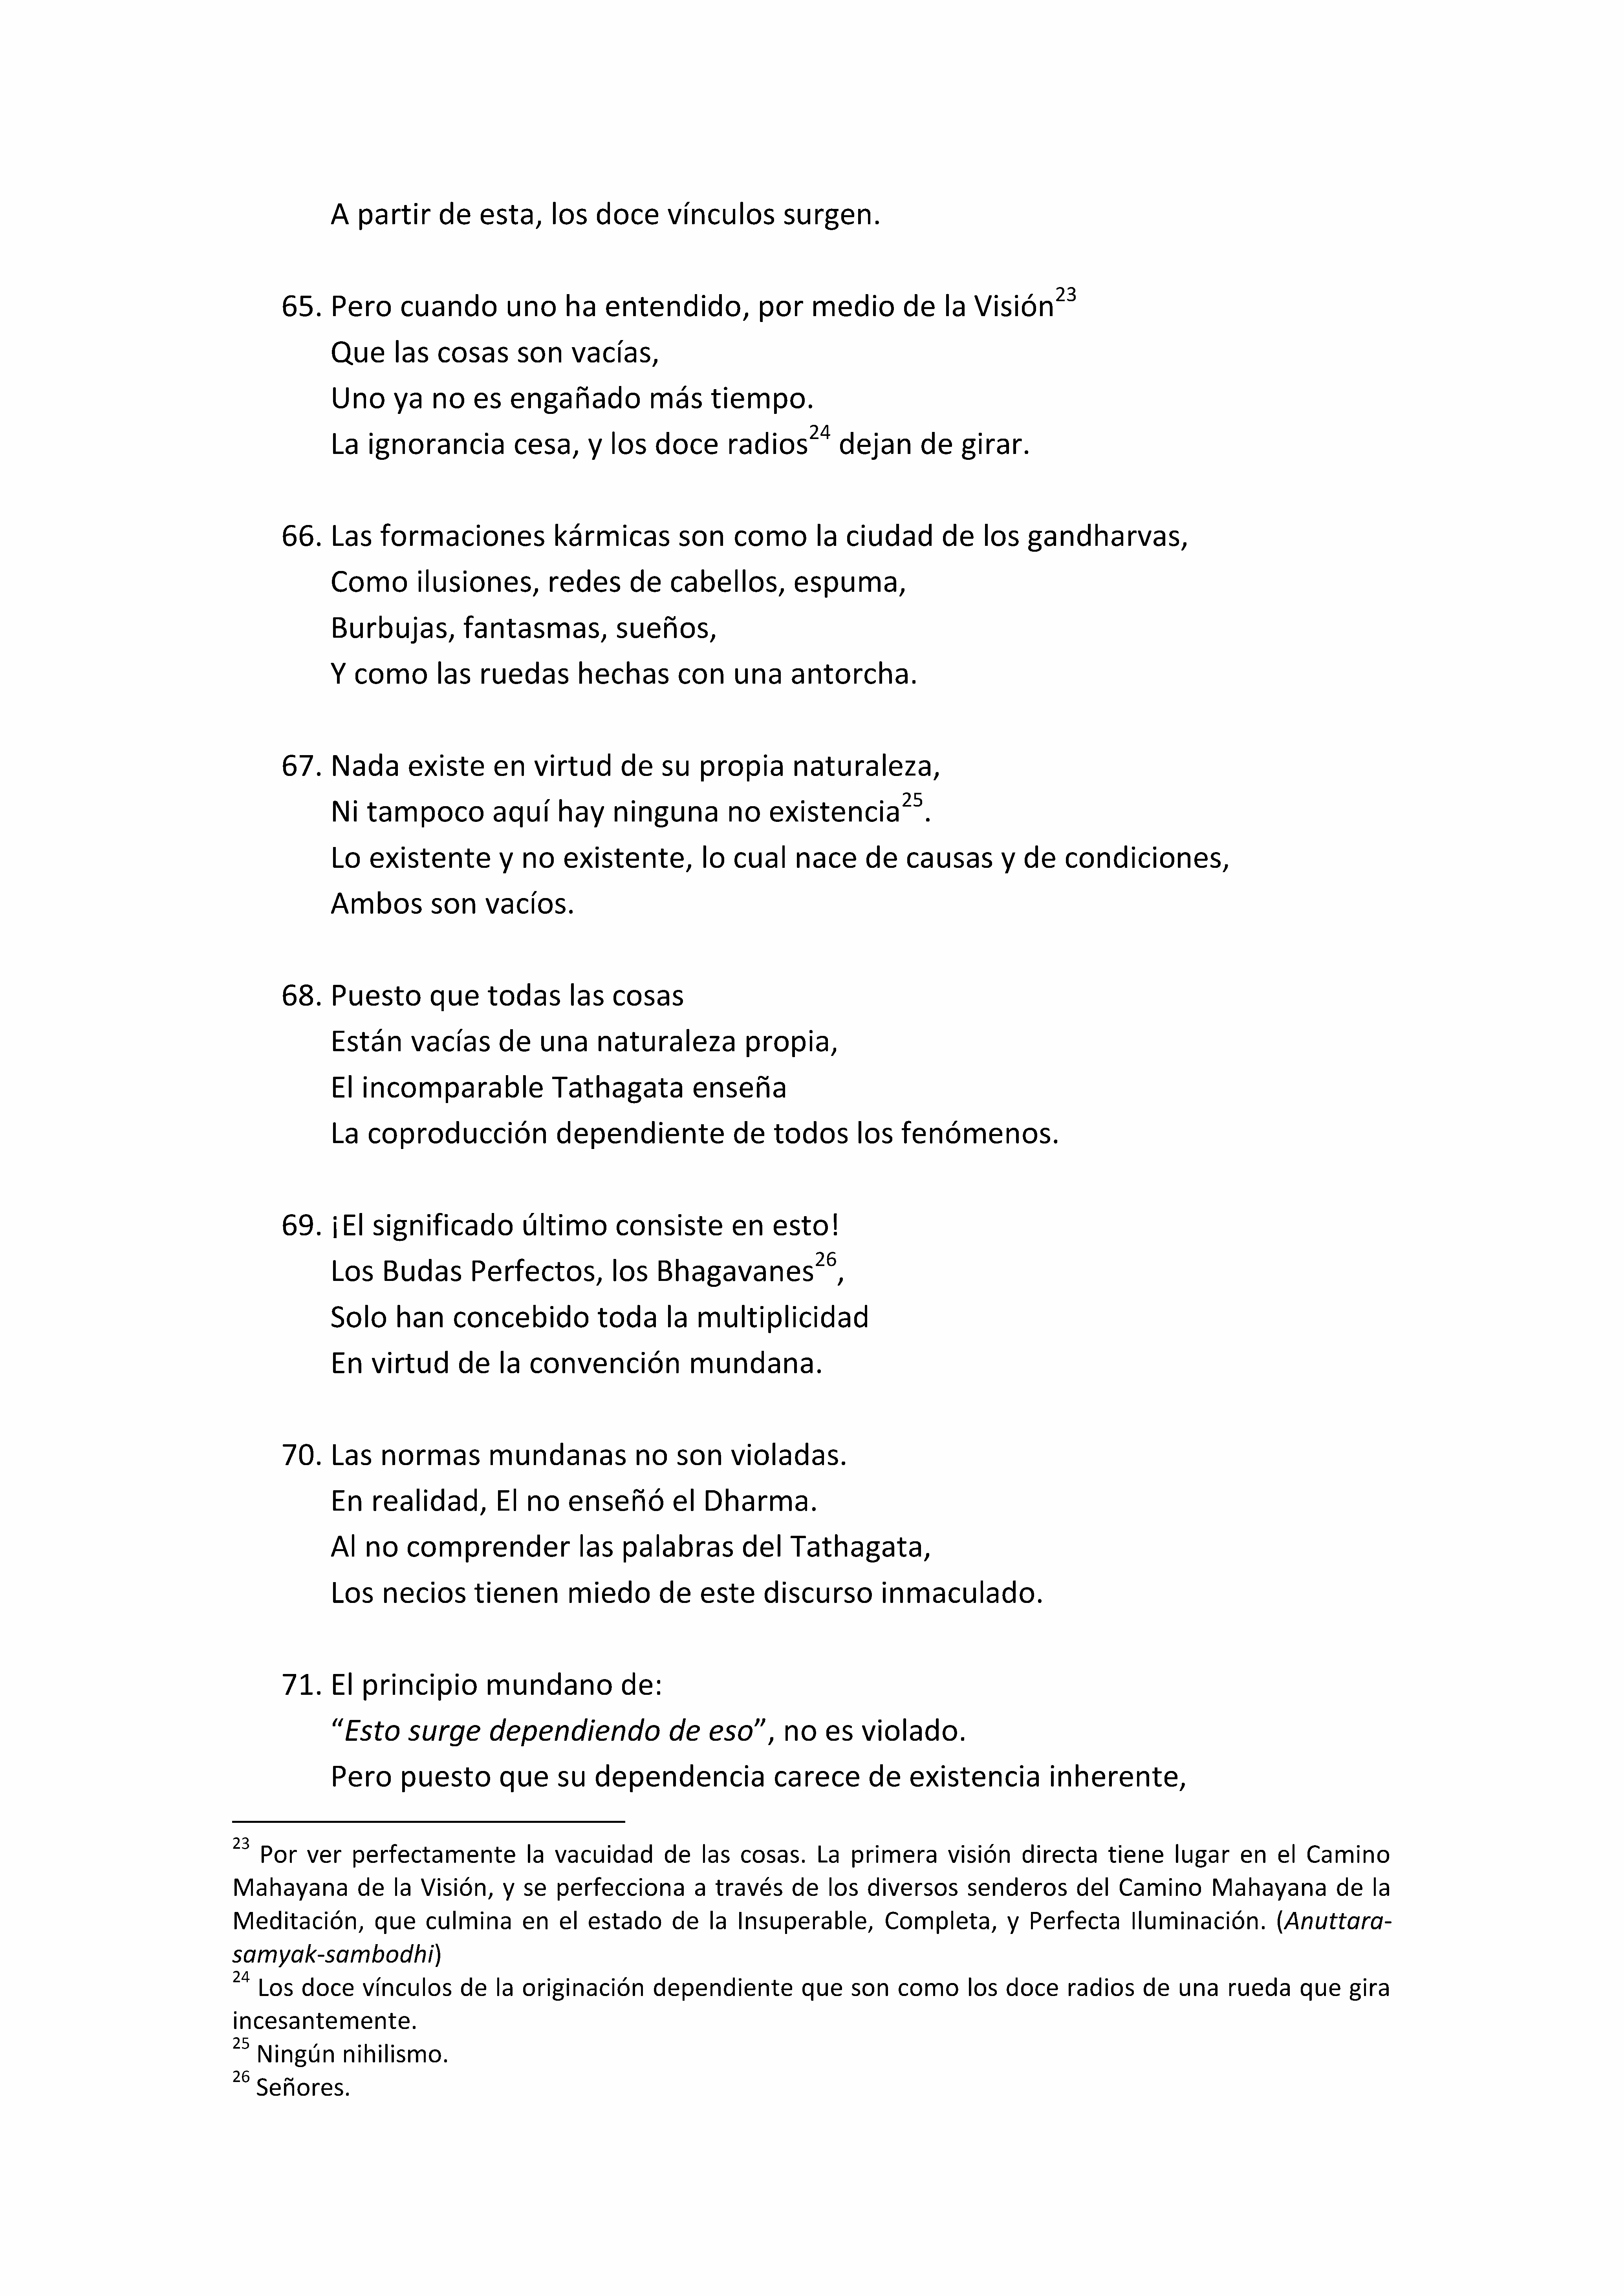 A partir de esta, los doce vínculos surgen.
65. Pero cuando uno ha entendido, por medio de la Visión23
Que las cosas son vacías,
Uno ya no es engañado más tiempo.
La ignorancia cesa, y los doce radios24 dejan de girar.
66. Las formaciones kármicas son como la ciudad de los gandharvas,
Como ilusiones, redes de cabellos, espuma,
Burbujas, fantasmas, sueños,
Y como las ruedas hechas con una antorcha.
67. Nada existe en virtud de su propia naturaleza,
Ni tampoco aquí hay ninguna no existencia25.
Lo existente y no existente, lo cual nace de causas y de condiciones,
Ambos son vacíos.
68. Puesto que todas las cosas
Están vacías de una naturaleza propia,
El incomparable Tathagata enseña
La coproducción dependiente de todos los fenómenos.
69. ¡El significado último consiste en esto!
Los Budas Perfectos, los Bhagavanes26,
Solo han concebido toda la multiplicidad
En virtud de la convención mundana.
70. Las normas mundanas no son violadas.
En realidad, El no enseñó el Dharma.
Al no comprender las palabras del Tathagata,
Los necios tienen miedo de este discurso inmaculado.
71. El principio mundano de:
“Esto surge dependiendo de eso”, no es violado.
Pero puesto que su dependencia carece de existencia inherente,
23 Por ver perfectamente la vacuidad de las cosas. La primera visión directa tiene lugar en el Camino
Mahayana de la Visión, y se perfecciona a través de los diversos senderos del Camino Mahayana de la
Meditación, que culmina en el estado de la Insuperable, Completa, y Perfecta Iluminación. (Anuttara-
samyak-sambodhi)
24 Los doce vínculos de la originación dependiente que son como los doce radios de una rueda que gira
incesantemente.
25 Ningún nihilismo.
26 Señores.